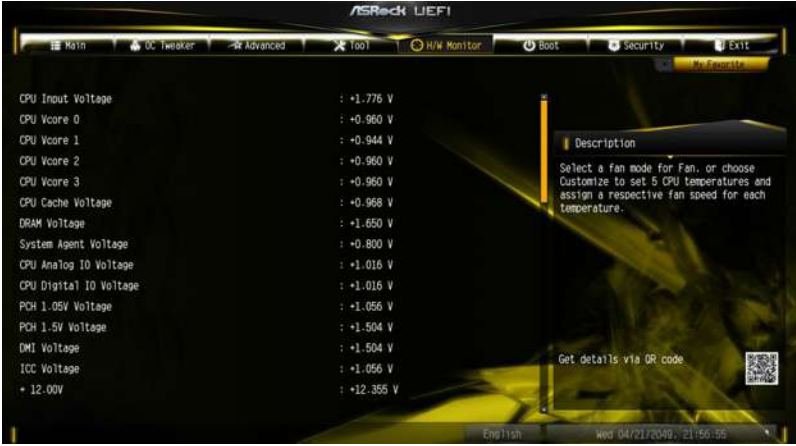 ASRock UEFI
Main OC Tweaker Advanced Tool H/W Monitor Boot Security Exit
My Favorite
CPU Input Voltage : +1.776 V
CPU Vcore 0 : +0.960 V
CPU Vcore 1 : +0.944 V
CPU Vcore 2 : +0.960 V
CPU Vcore 3 : +0.960 V
CPU Cache Voltage : +0.968 V
DRAM Voltage : +1.650 V
System Agent Voltage : +0.800 V
CPU Analog IO Voltage : +1.016 V
CPU Digital IO Voltage : +1.016 V
PCH 1.05V Voltage : +1.056 V
PCH 1.5V Voltage : +1.504 V
DMI Voltage : +1.504 V
ICC Voltage : +1.056 V
+ 12.00V : +12.355 V
Description
Select a fan mode for Fan, or choose
Customize to set 5 CPU temperatures and
assign a respective fan speed for each
temperature.
Get details via QR code
English Wed 04/21/2049, 21:56:55